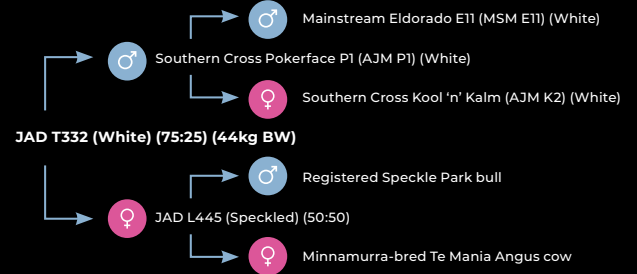 Mainstream Eldorado E11 (MSM E11) (White)
Southern Cross Pokerface P1 (AJM P1) (White)
Southern Cross Kool ‘n’ Kalm (AJM K2) (White)
JAD T332 (White) (75:25) (44kg BW)
Registered Speckle Park bull
JAD L445 (Speckled) (50:50)
Minnamurra-bred Te Mania Angus cow